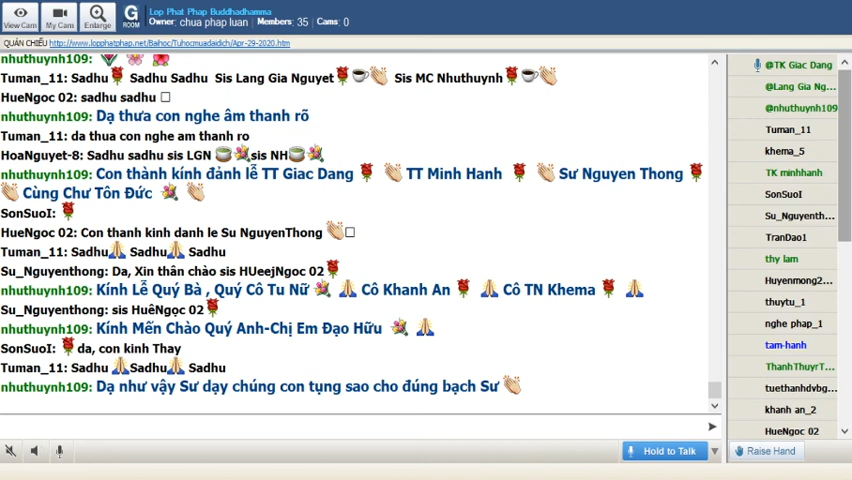 View Cam
My Cam
Enlarge
G
ROOM
Lop Phat Phap Buddhadhamma
Owner: chua phap luan Members: 35 Cams: 0
QUÁN CHIẾU http://www.lopphatphap.net/Baihoc/Tuhocmuadaidich/Apr-29-2020.htm
nhuthuynh109:
Tuman_11: Sadhu🌹 Sadhu Sadhu Sis Lang Gia Nguyet🌹☕👏 Sis MC Nhuthuynh🌹☕👏
HueNgoc 02: sadhu sadhu □
nhuthuynh109: Dạ thưa con nghe âm thanh rõ
Tuman_11: da thua con nghe am thanh ro
HoaNguyet-8: Sadhu sadhu sis LGN 🍵💐sis NH🍵💐
nhuthuynh109: Con thành kính đảnh lễ TT Giac Dang 🌹 👏 TT Minh Hanh 🌹 👏 Sư Nguyen Thong 🌹
👏 Cùng Chư Tôn Đức 💐 👏
SonSuoI: 🌹
HueNgoc 02: Con thanh kinh danh le Su NguyenThong 👏□
Tuman_11: Sadhu🙏 Sadhu🙏 Sadhu
Su_Nguyenthong: Da, Xin thân chào sis HUeejNgoc 02🌹
nhuthuynh109: Kính Lễ Quý Bà , Quý Cô Tu Nữ 💐 🙏 Cô Khanh An 🌹 🙏 Cô TN Khema 🌹 🙏
Su_Nguyenthong: sis HuêNgọc 02🌹
nhuthuynh109: Kính Mến Chào Quý Anh-Chị Em Đạo Hữu 💐 🙏
SonSuoI: 🌹da, con kinh Thay
Tuman_11: Sadhu 🙏Sadhu🙏 Sadhu
nhuthuynh109: Dạ như vậy Sư dạy chúng con tụng sao cho đúng bạch Sư 👏
Hold to Talk
@TK Giac Dang
@Lang Gia Ng...
@nhuthuynh109
Tuman_11
khema_5
TK minhhanh
SonSuoI
Su_Nguyenth...
TranDao1
thy lam
Huyenmong2...
thuytu_1
nghe phap_1
tam-hanh
ThanhThuyrT...
tuethanhdvbg...
khanh an_2
HueNgoc 02
Raise Hand